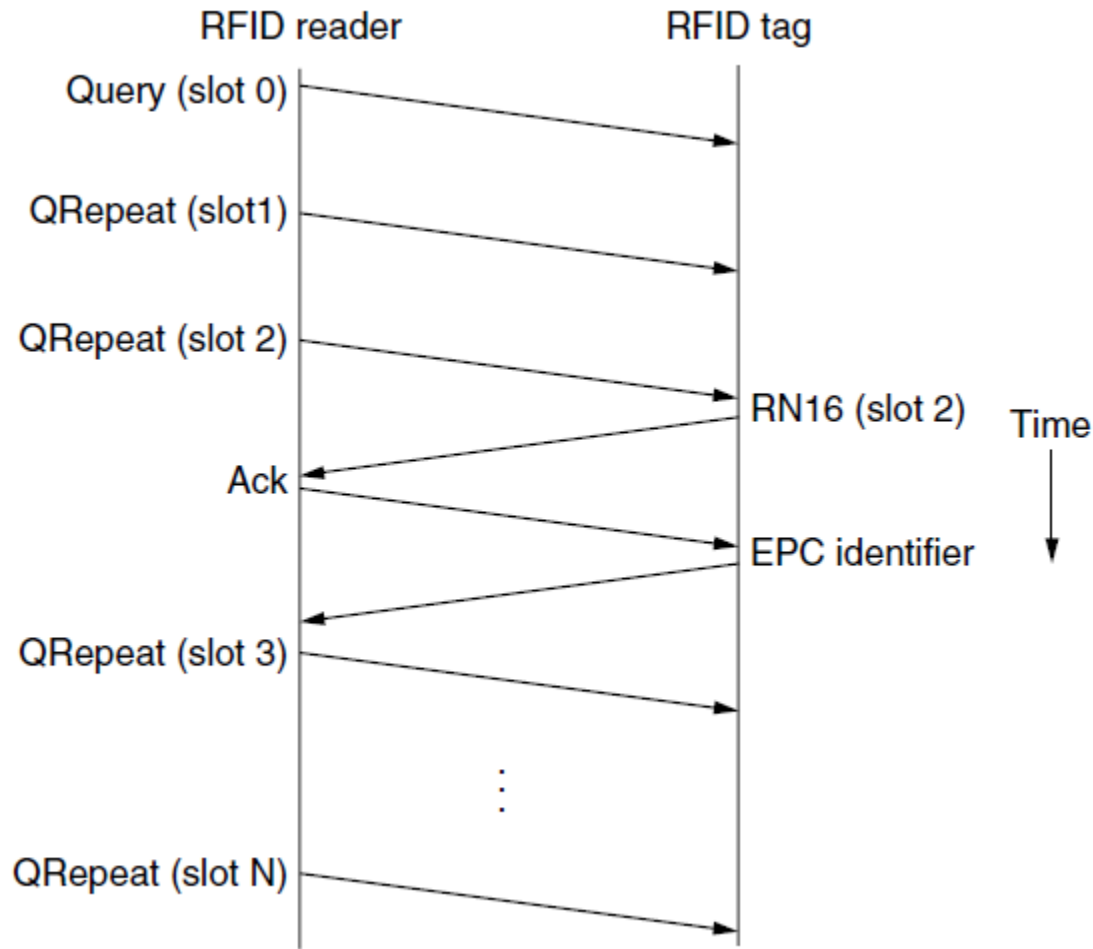 RFID reader
RFID tag
Query (slot 0)
QRepeat (slot1)
QRepeat (slot 2)
RN16 (slot 2)
Time
Ack
EPC identifier
QRepeat (slot 3)
QRepeat (slot N)